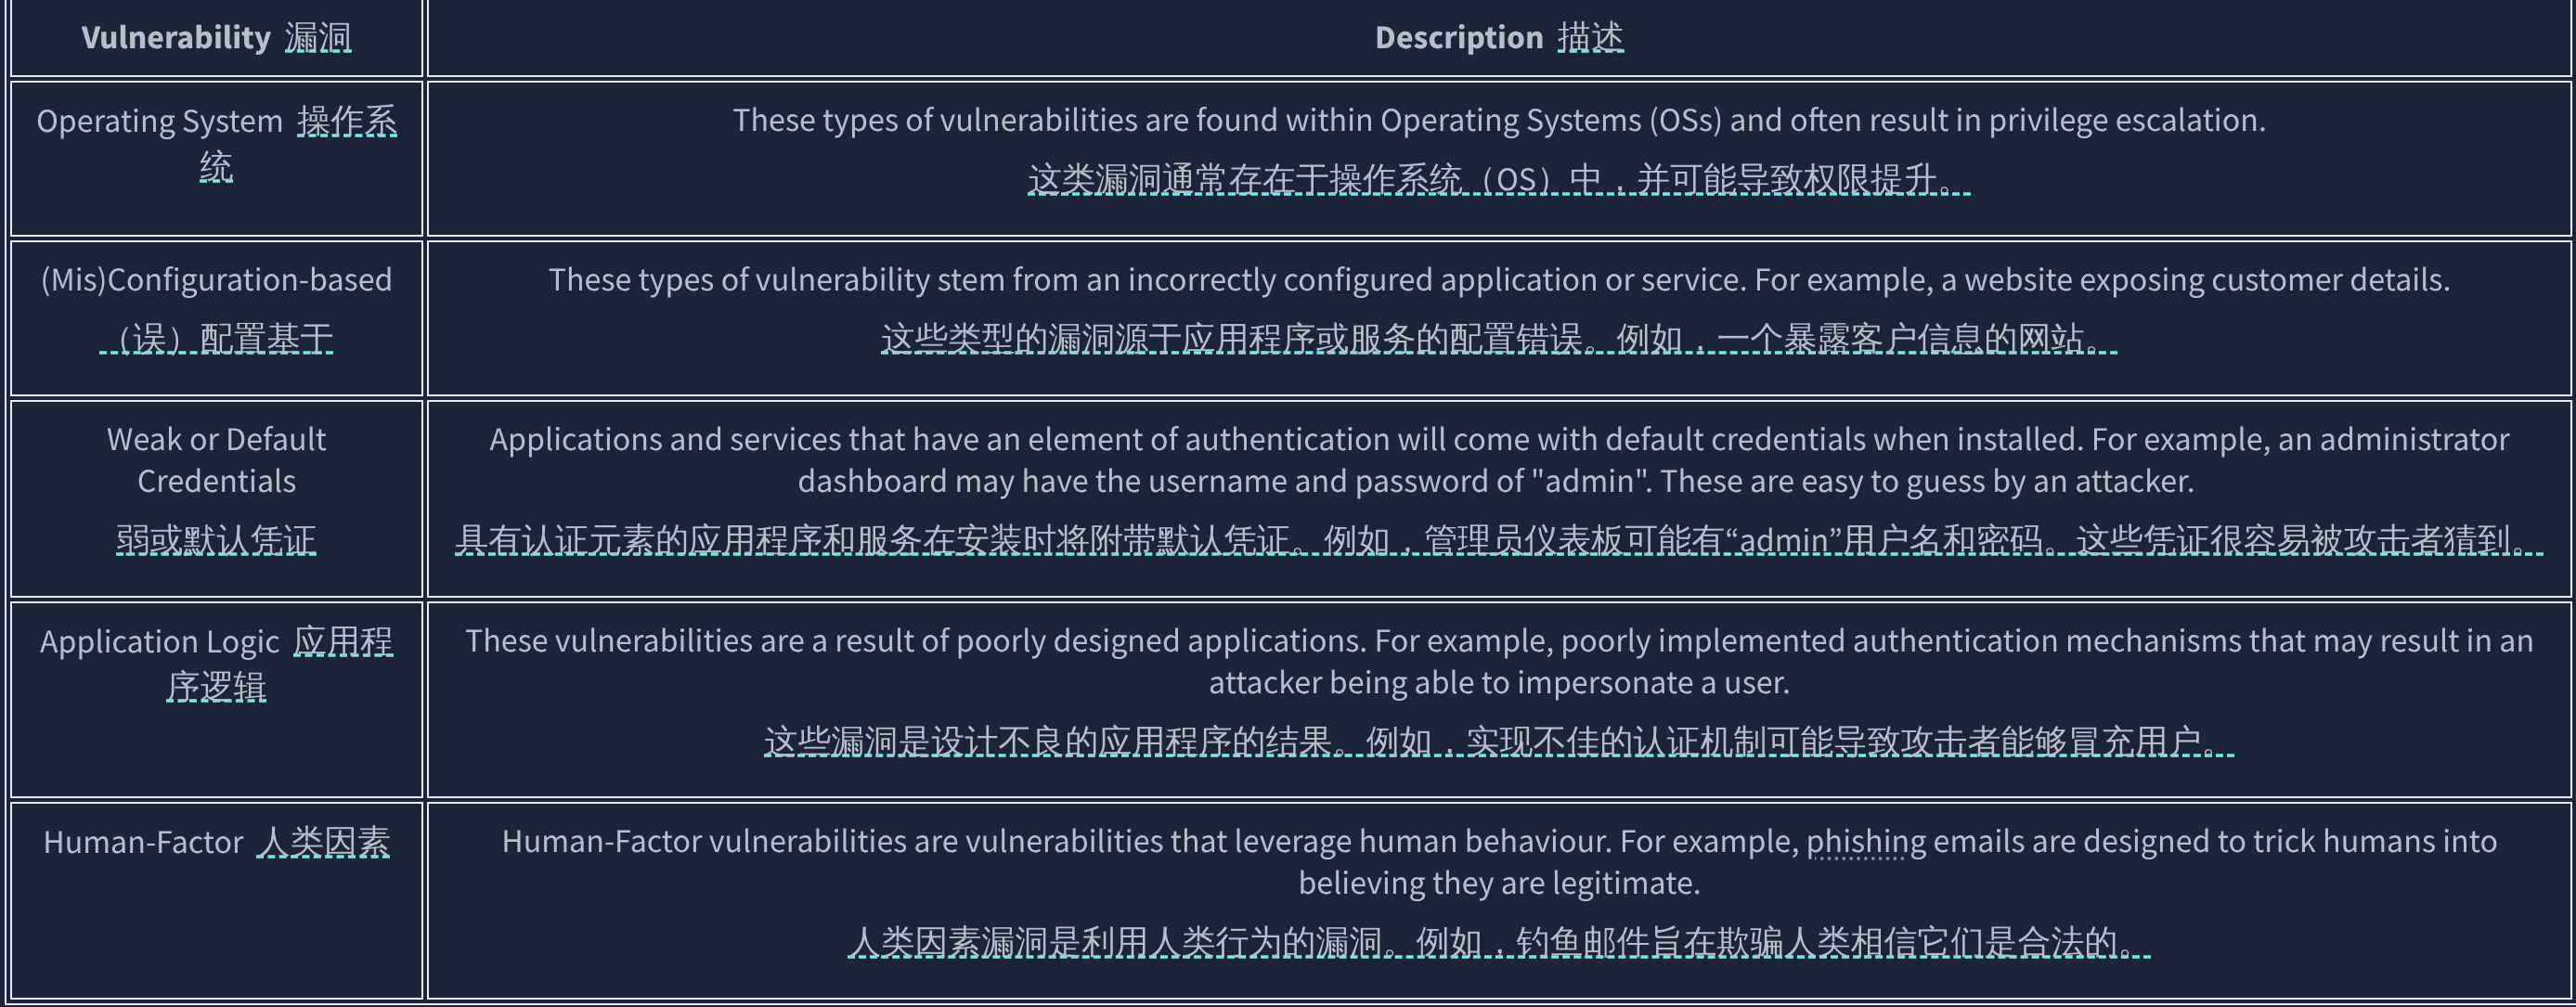 Vulnerability 漏洞
Description 描述
Operating System 操作系
统
These types of vulnerabilities are found within Operating Systems (OSs) and often result in privilege escalation.
这类漏洞通常存在于操作系统（OS）中，并可能导致权限提升。
(Mis)Configuration-based
（误）配置基于
These types of vulnerability stem from an incorrectly configured application or service. For example, a website exposing customer details.
这些类型的漏洞源于应用程序或服务的配置错误。例如，一个暴露客户信息的网站。
Weak or Default
Credentials
弱或默认凭证
Applications and services that have an element of authentication will come with default credentials when installed. For example, an administrator
dashboard may have the username and password of "admin". These are easy to guess by an attacker.
具有认证元素的应用程序和服务在安装时将附带默认凭证。例如，管理员仪表板可能有“admin”用户名和密码。这些凭证很容易被攻击者猜到。
Application Logic 应用程
序逻辑
These vulnerabilities are a result of poorly designed applications. For example, poorly implemented authentication mechanisms that may result in an
attacker being able to impersonate a user.
这些漏洞是设计不良的应用程序的结果。例如，实现不佳的认证机制可能导致攻击者能够冒充用户。
Human-Factor 人类因素
Human-Factor vulnerabilities are vulnerabilities that leverage human behaviour. For example, phishing emails are designed to trick humans into
believing they are legitimate.
人类因素漏洞是利用人类行为的漏洞。例如，钓鱼邮件旨在欺骗人类相信它们是合法的。